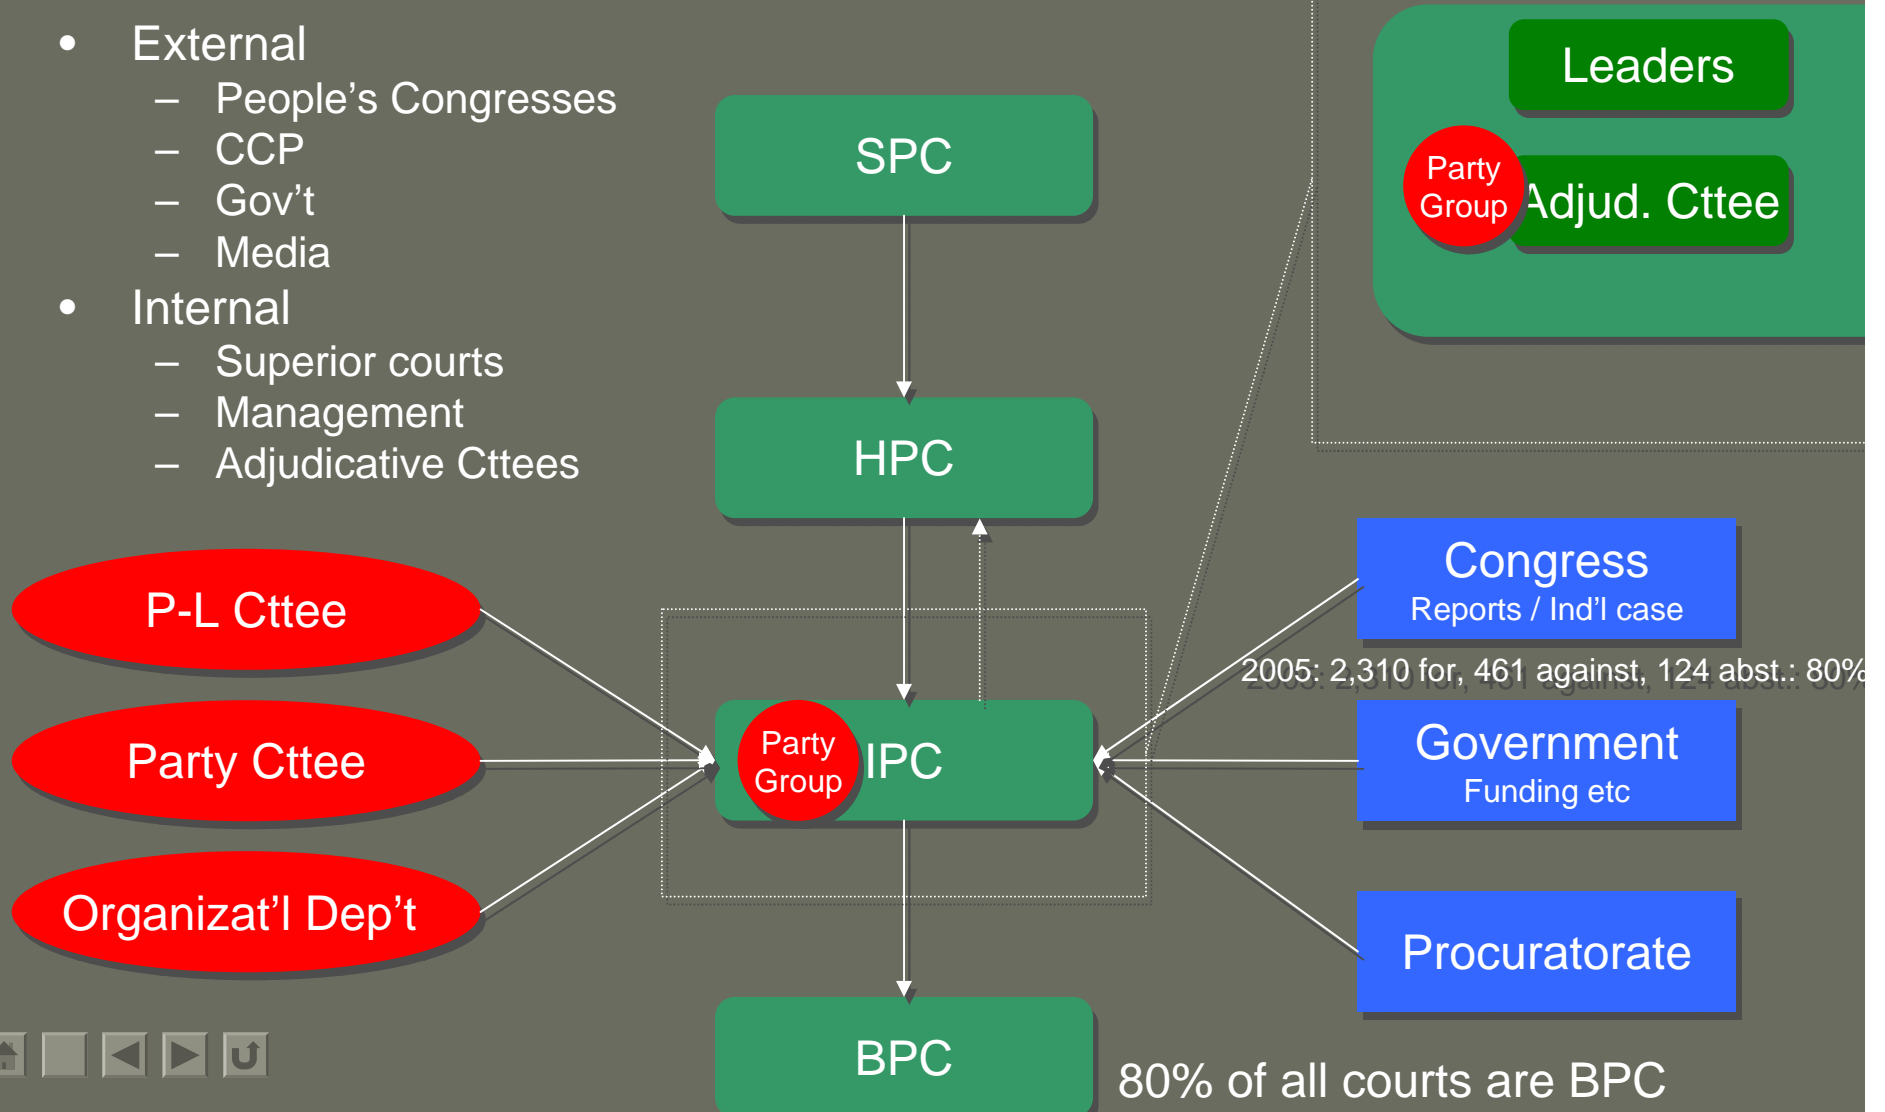 • External
– People's Congresses
– CCP
– Gov't
– Media
• Internal
– Superior courts
– Management
– Adjudicative Cttees
SPC
HPC
Party
Group
IPC
BPC
P-L Cttee
Party Cttee
Organizat'l Dep't
Leaders
Party
Group
Adjud. Cttee
Congress
Reports / Ind'l case
2005: 2,310 for, 461 against, 124 abst.: 80%
Government
Funding etc
Procuratorate
80% of all courts are BPC